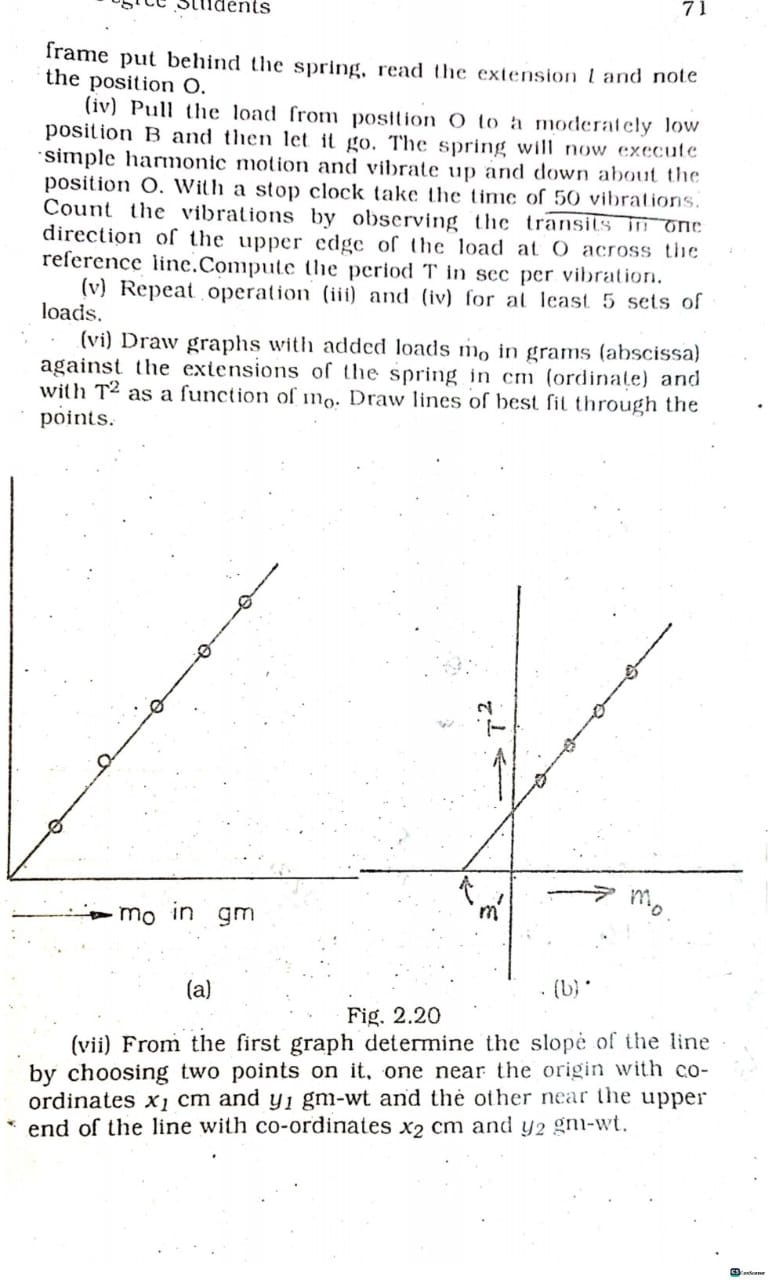 Students
71
frame put behind the spring, read the extension l and note
the position O.
(iv) Pull the load from position O to a moderately low
position B and then let it go. The spring will now execute
simple harmonic motion and vibrate up and down about the
position O. With a stop clock take the time of 50 vibrations.
Count the vibrations by observing the transits in one
direction of the upper edge of the load at O across the
reference line.Compute the period T in sec per vibration.
(v) Repeat operation (iii) and (iv) for at least 5 sets of
loads.
(vi) Draw graphs with added loads m₀ in grams (abscissa)
against the extensions of the spring in cm (ordinate) and
with T² as a function of m₀. Draw lines of best fit through the
points.
T²
m₀ in gm
m'
m₀
(a)
(b)
Fig. 2.20
(vii) From the first graph determine the slope of the line
by choosing two points on it, one near the origin with co-
ordinates x₁ cm and y₁ gm-wt and the other near the upper
end of the line with co-ordinates x₂ cm and y₂ gm-wt.
CamScanner